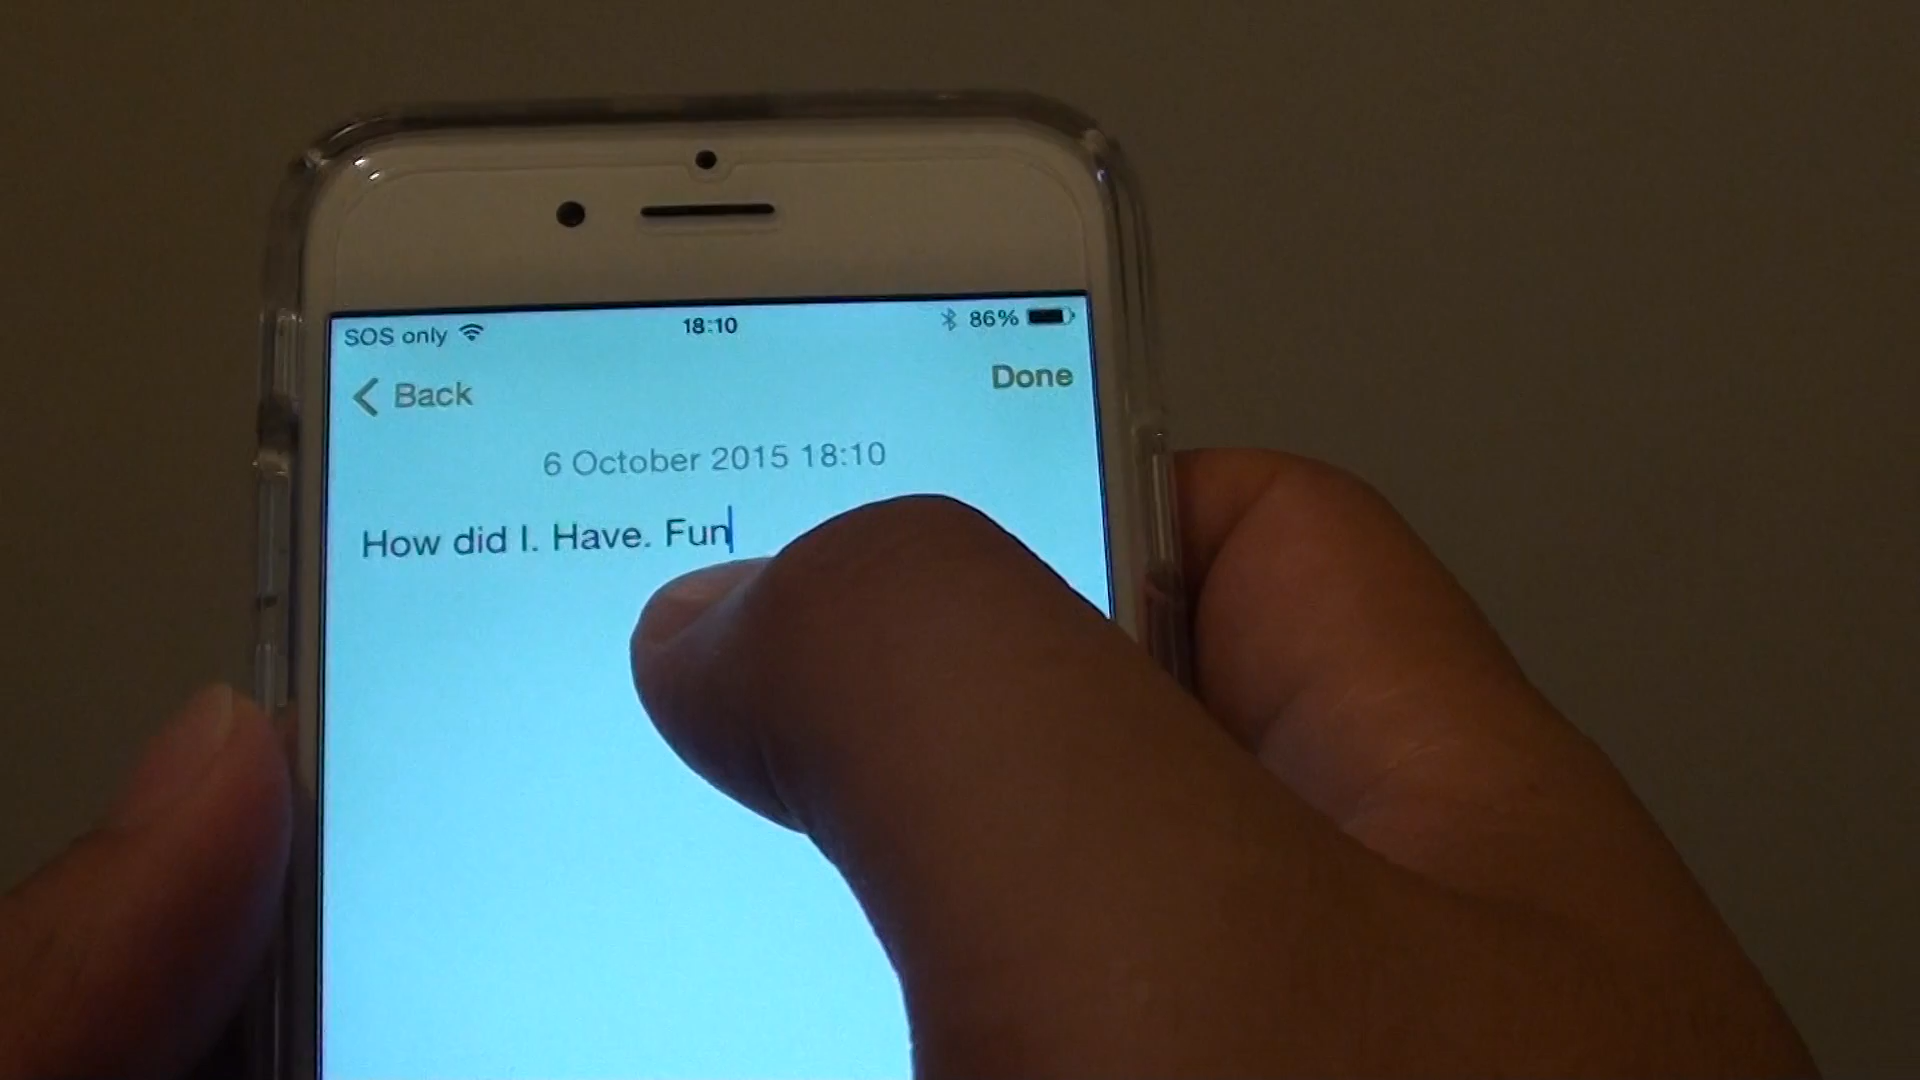 SOS only 18:10 86%
Back Done
6 October 2015 18:10
How did I. Have. Fun